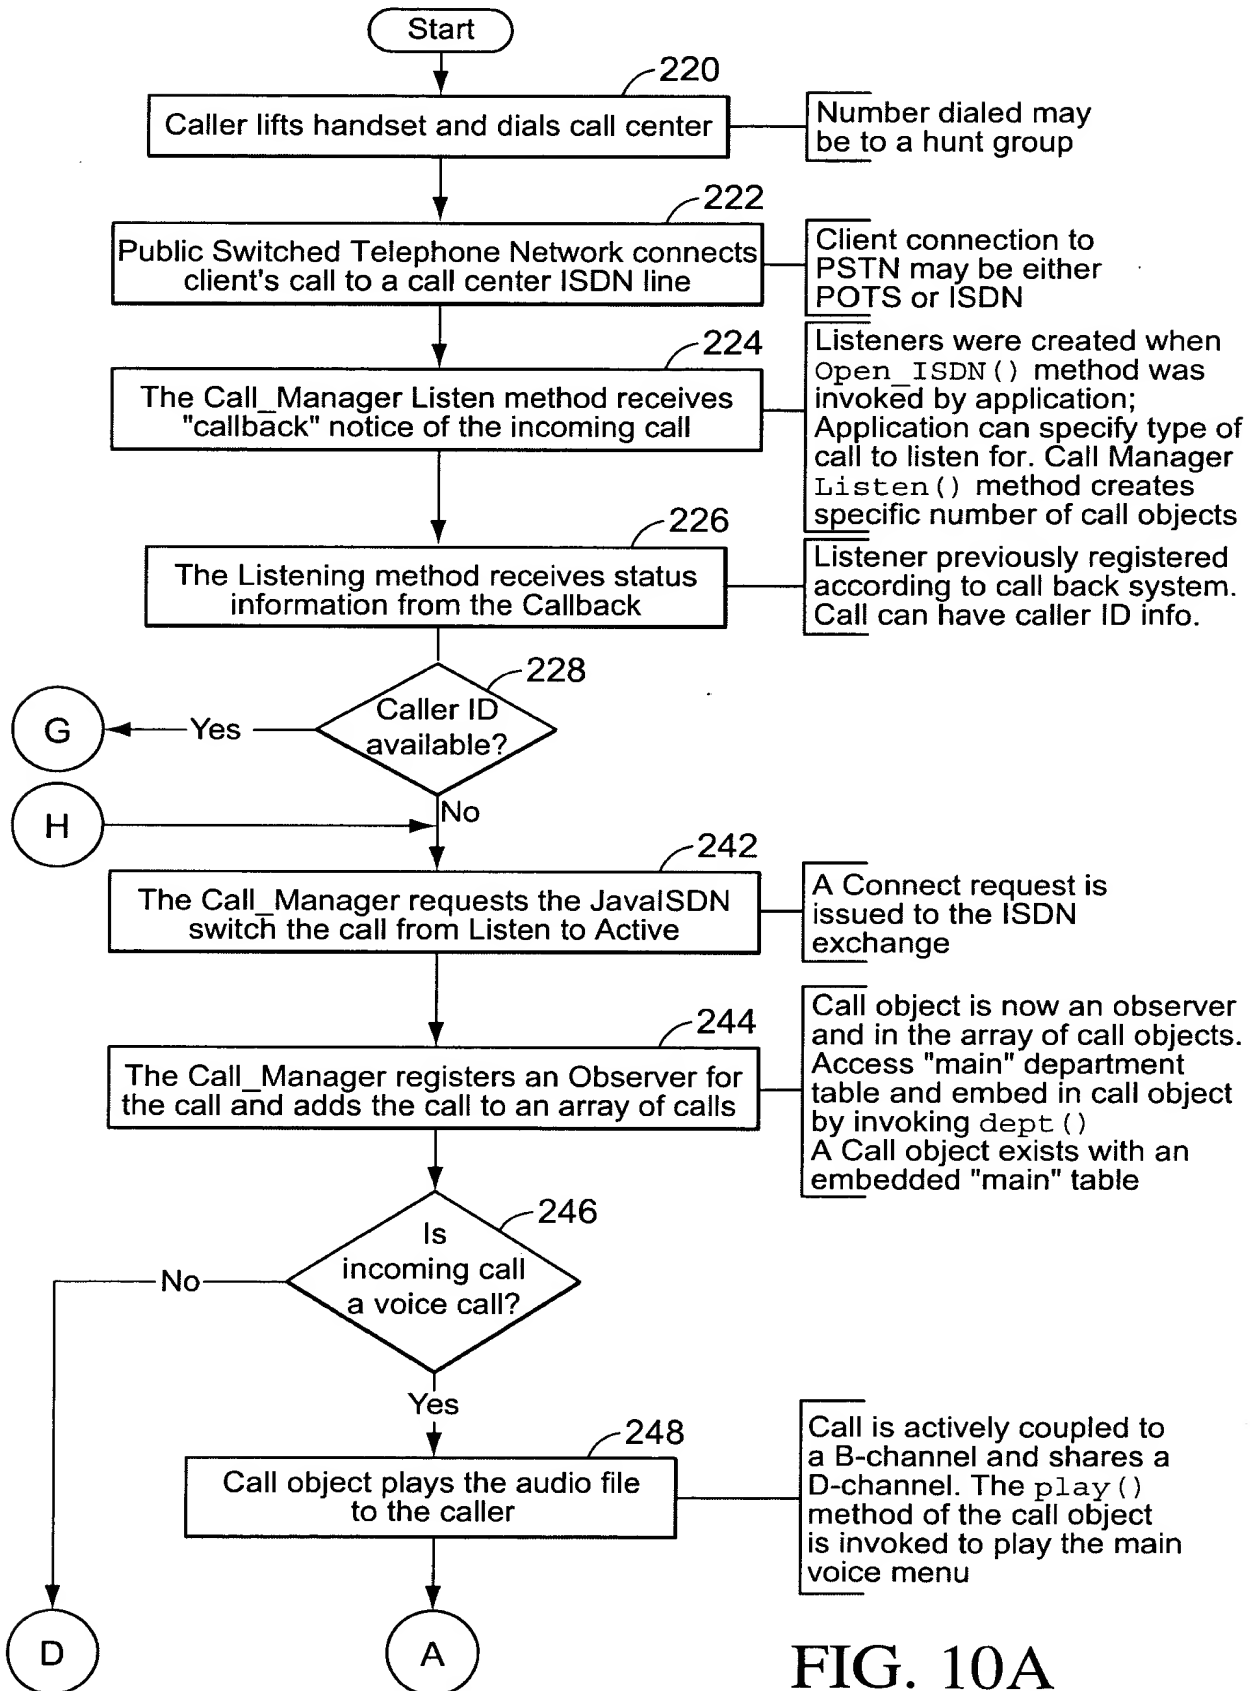 Start
220
Caller lifts handset and dials call center
Number dialed may
be to a hunt group
222
Public Switched Telephone Network connects
client's call to a call center ISDN line
Client connection to
PSTN may be either
POTS or ISDN
224
The Call_Manager Listen method receives
"callback" notice of the incoming call
Listeners were created when
Open_ISDN() method was
invoked by application;
Application can specify type of
call to listen for. Call Manager
Listen() method creates
specific number of call objects
226
The Listening method receives status
information from the Callback
Listener previously registered
according to call back system.
Call can have caller ID info.
228
Caller ID
available?
Yes
G
No
H
242
The Call_Manager requests the JavaISDN
switch the call from Listen to Active
A Connect request is
issued to the ISDN
exchange
244
The Call_Manager registers an Observer for
the call and adds the call to an array of calls
Call object is now an observer
and in the array of call objects.
Access "main" department
table and embed in call object
by invoking dept()
A Call object exists with an
embedded "main" table
246
Is
incoming call
a voice call?
No
Yes
248
Call object plays the audio file
to the caller
Call is actively coupled to
a B-channel and shares a
D-channel. The play()
method of the call object
is invoked to play the main
voice menu
D
A
FIG. 10A